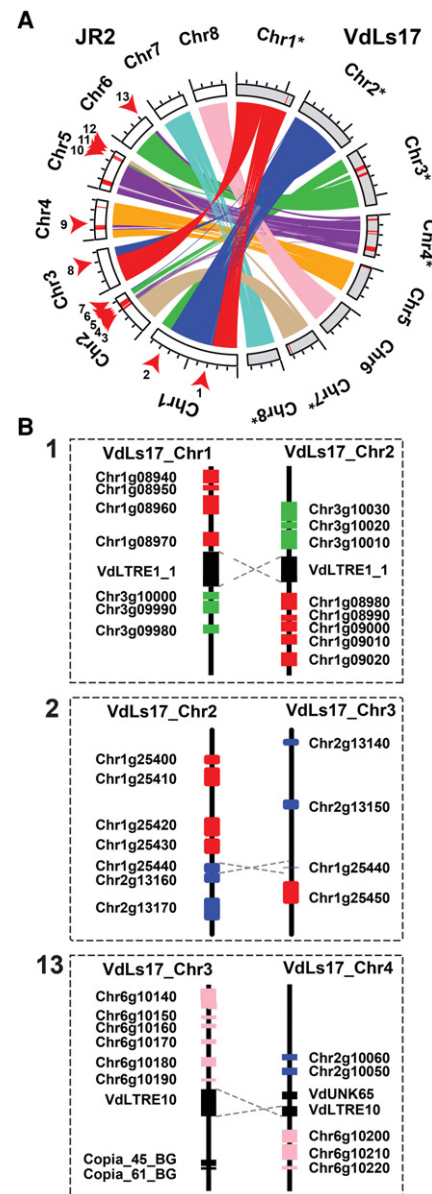 A
JR2
VdLs17
Chr8
Chr1*
Chr7
Chr2*
Chr6
13
Chr3*
Chr5
12
11
10
Chr4*
Chr4
9
Chr5
Chr3
8
Chr6
Chr2
7
6
5
4
3
Chr7*
Chr8*
Chr1
2
1
B
1
VdLs17_Chr1
VdLs17_Chr2
Chr1g08940
Chr1g08950
Chr1g08960
Chr1g08970
VdLTRE1_1
Chr3g10000
Chr3g09990
Chr3g09980
Chr3g10030
Chr3g10020
Chr3g10010
VdLTRE1_1
Chr1g08980
Chr1g08990
Chr1g09000
Chr1g09010
Chr1g09020
2
VdLs17_Chr2
VdLs17_Chr3
Chr1g25400
Chr1g25410
Chr1g25420
Chr1g25430
Chr1g25440
Chr2g13160
Chr2g13170
Chr2g13140
Chr2g13150
Chr1g25440
Chr1g25450
13
VdLs17_Chr3
VdLs17_Chr4
Chr6g10140
Chr6g10150
Chr6g10160
Chr6g10170
Chr6g10180
Chr6g10190
VdLTRE10
Copia_45_BG
Copia_61_BG
Chr2g10060
Chr2g10050
VdUNK65
VdLTRE10
Chr6g10200
Chr6g10210
Chr6g10220